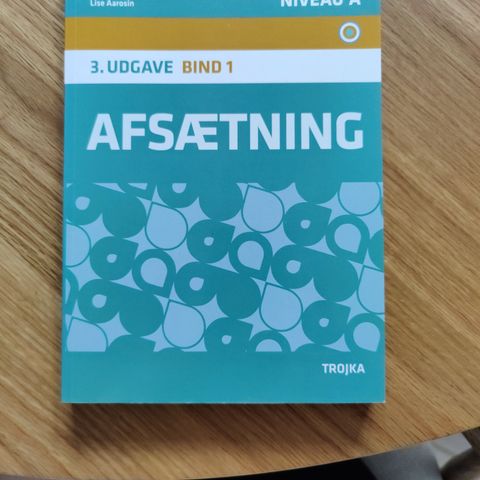 Lise Aarosin
NIVEAU A
3. UDGAVE BIND 1
AFSÆTNING
TROJKA